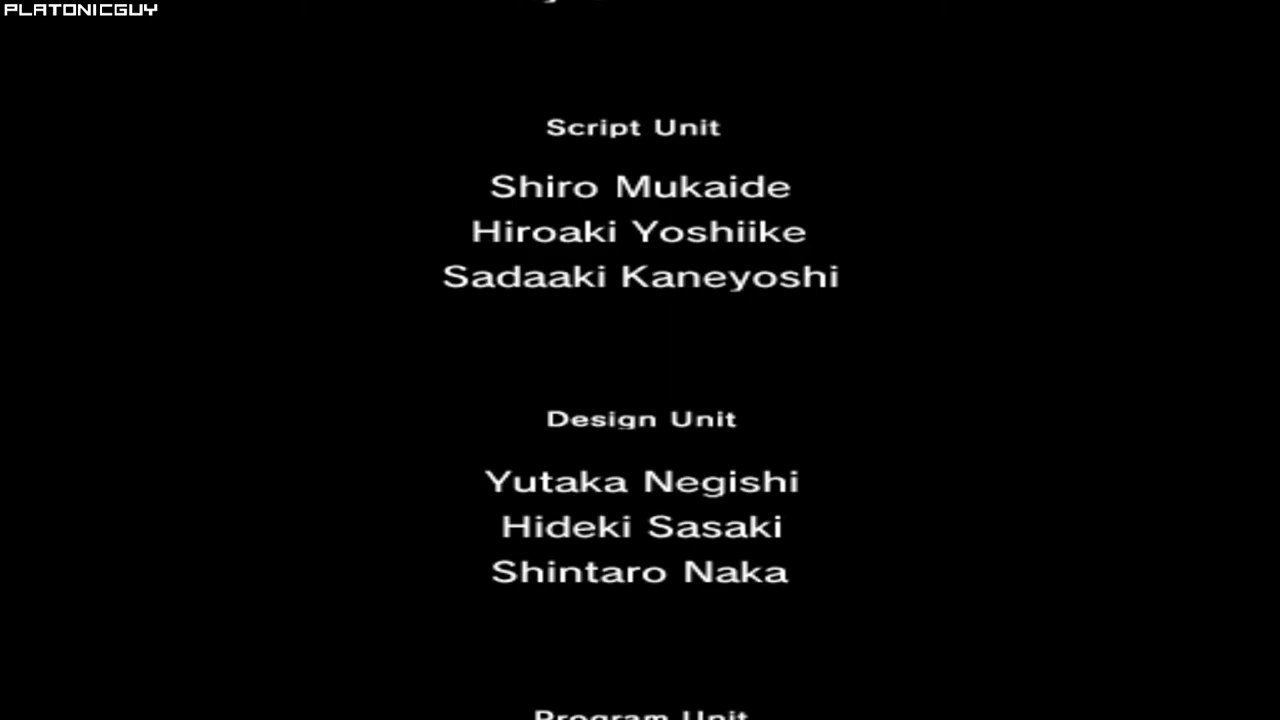 PLATONICGUY
Script Unit
Shiro Mukaide
Hiroaki Yoshiike
Sadaaki Kaneyoshi
Design Unit
Yutaka Negishi
Hideki Sasaki
Shintaro Naka
Program Unit